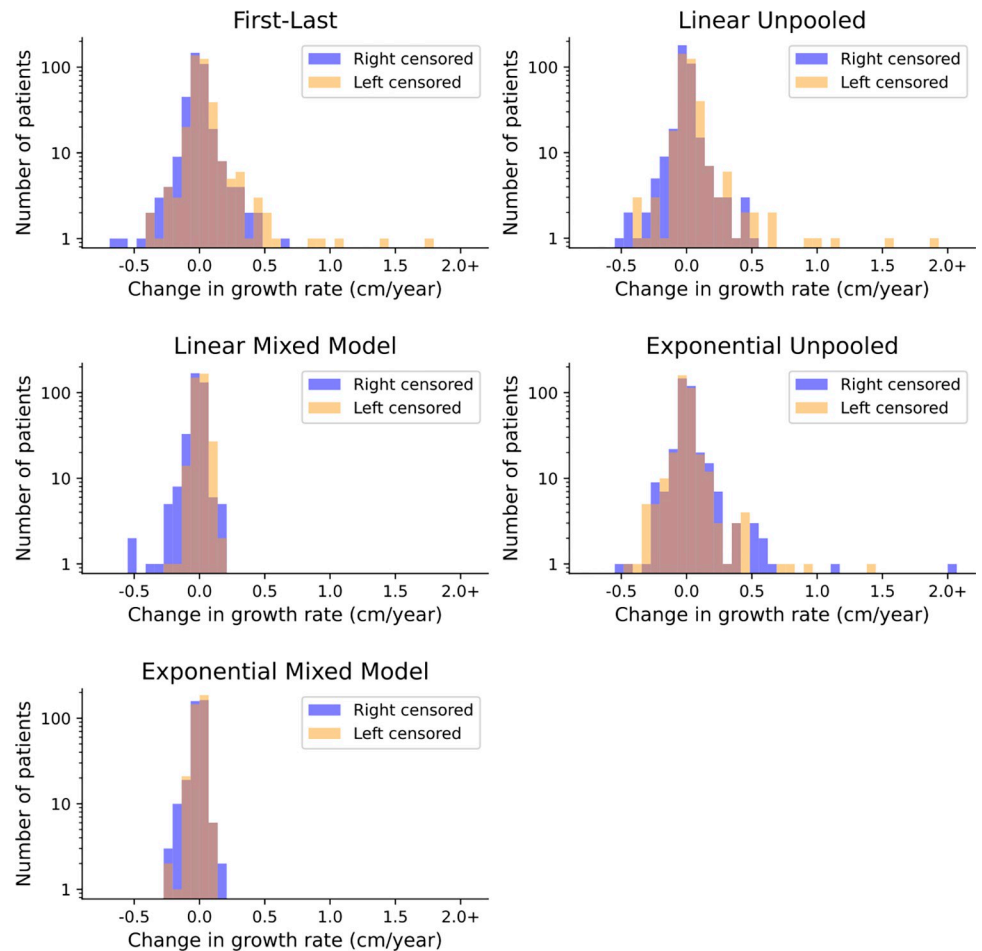 First-Last
Number of patients
100
10
1
Right censored
Left censored
-0.5 0.0 0.5 1.0 1.5 2.0+
Change in growth rate (cm/year)
Linear Unpooled
Number of patients
100
10
1
Right censored
Left censored
-0.5 0.0 0.5 1.0 1.5 2.0+
Change in growth rate (cm/year)
Linear Mixed Model
Number of patients
100
10
1
Right censored
Left censored
-0.5 0.0 0.5 1.0 1.5 2.0+
Change in growth rate (cm/year)
Exponential Unpooled
Number of patients
100
10
1
Right censored
Left censored
-0.5 0.0 0.5 1.0 1.5 2.0+
Change in growth rate (cm/year)
Exponential Mixed Model
Number of patients
100
10
1
Right censored
Left censored
-0.5 0.0 0.5 1.0 1.5 2.0+
Change in growth rate (cm/year)